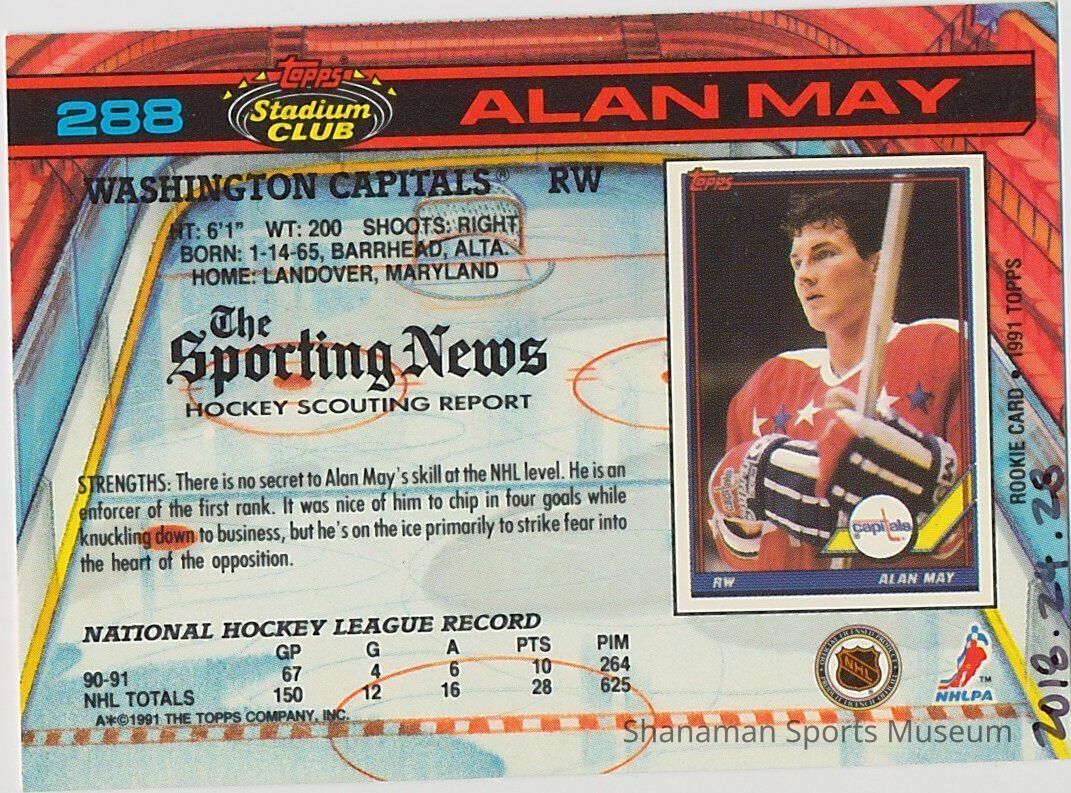 288
Topps
Stadium
CLUB
ALAN MAY
WASHINGTON CAPITALS® RW
HT: 6'1" WT: 200 SHOOTS: RIGHT
BORN: 1-14-65, BARRHEAD, ALTA.
HOME: LANDOVER, MARYLAND
The
Sporting News
HOCKEY SCOUTING REPORT
STRENGTHS: There is no secret to Alan May's skill at the NHL level. He is an
enforcer of the first rank. It was nice of him to chip in four goals while
knuckling down to business, but he's on the ice primarily to strike fear into
the heart of the opposition.
NATIONAL HOCKEY LEAGUE RECORD
GP G A PTS PIM
90-91 67 4 6 10 264
NHL TOTALS 150 12 16 28 625
A*©1991 THE TOPPS COMPANY, INC.
Topps
capitals
RW ALAN MAY
ROOKIE CARD • 1991 TOPPS
2018.24.28
NHL
NHLPA
TM
Shanaman Sports Museum